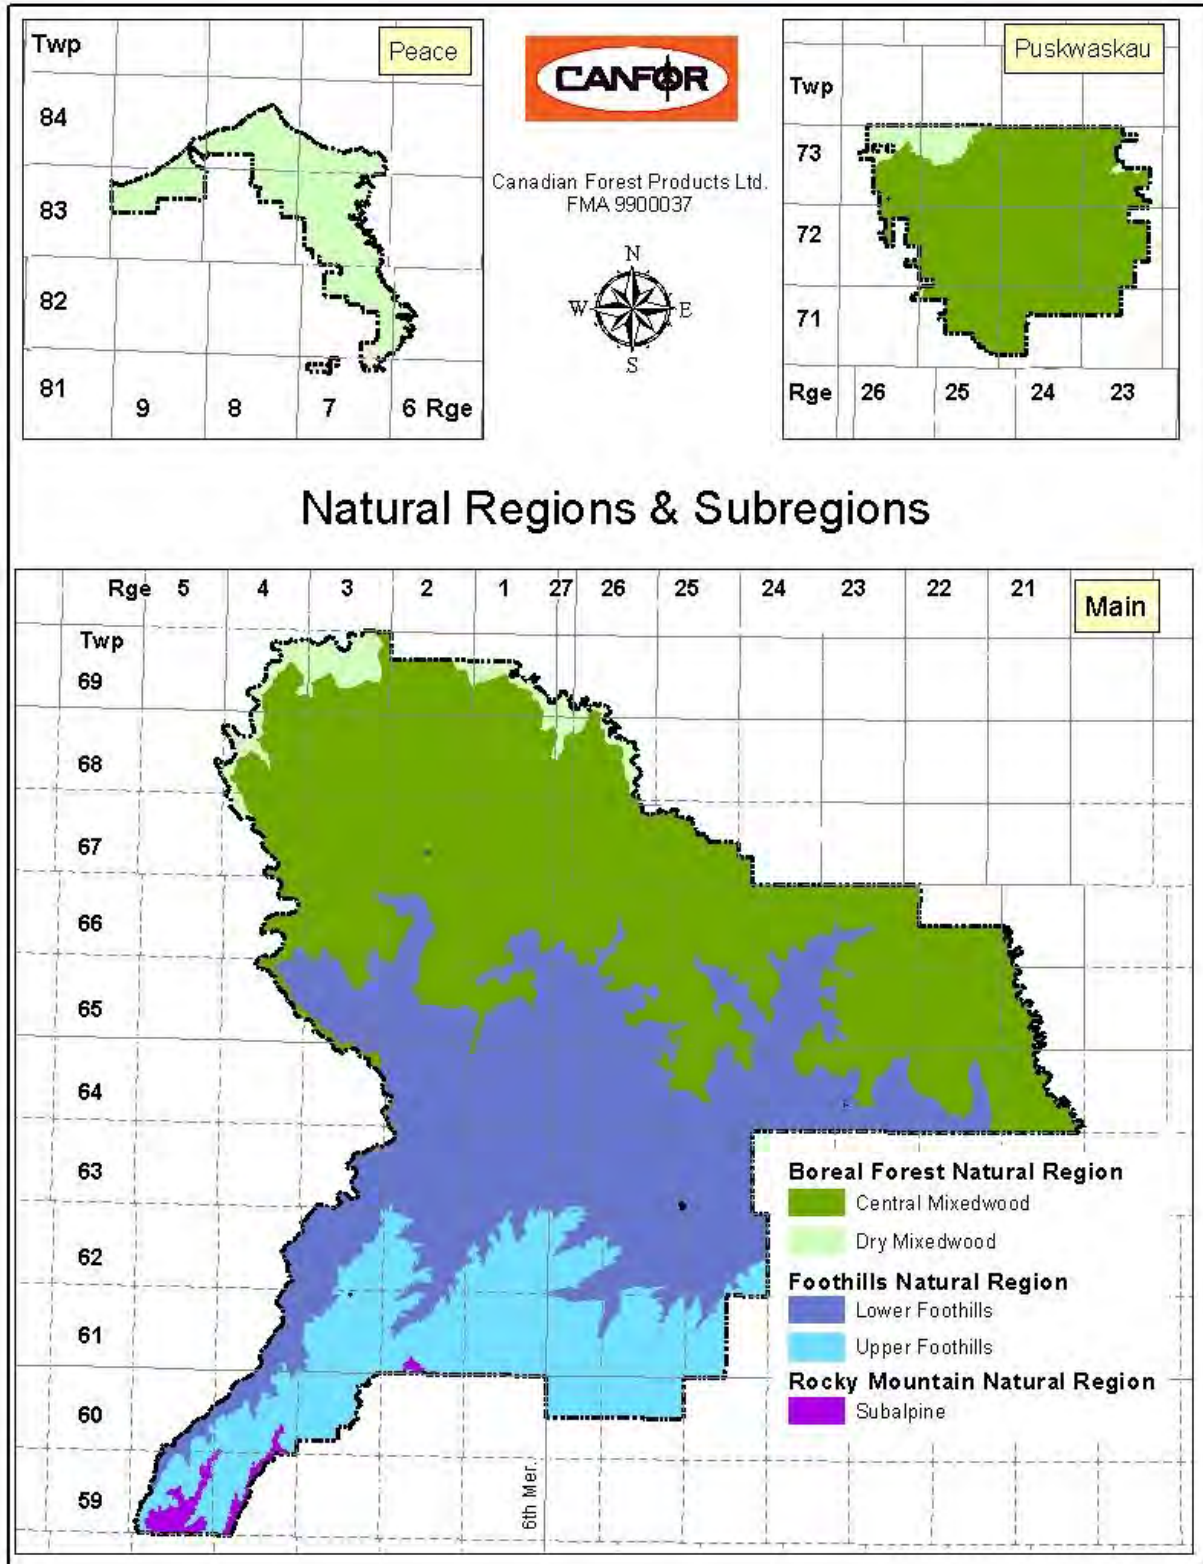 Twp
Peace
84
83
82
81
9 8 7 6 Rge
CANFOR
Canadian Forest Products Ltd.
FMA 9900037
N
W E
S
Puskwaskau
Twp
73
72
71
Rge 26 25 24 23
Natural Regions & Subregions
Rge 5 4 3 2 1 27 26 25 24 23 22 21
Main
Twp
69
68
67
66
65
64
63
62
61
60
59
6th Mer.
Boreal Forest Natural Region
Central Mixedwood
Dry Mixedwood
Foothills Natural Region
Lower Foothills
Upper Foothills
Rocky Mountain Natural Region
Subalpine